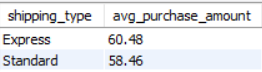 shipping_type avg_purchase_amount
Express 60.48
Standard 58.46